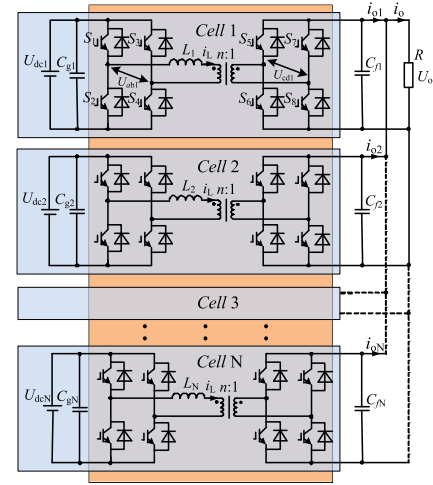 Cell 1
i_o1 i_o
S_1 S_3 S_5 S_7
L_1 i_L n:1
U_dc1 C_g1 U_ab1 U_cd1 C_f1 R U_o
S_2 S_4 S_6 S_8
Cell 2
i_o2
L_2 i_L n:1
U_dc2 C_g2 C_f2
Cell 3
Cell N
i_oN
L_N i_L n:1
U_dcN C_gN C_fN